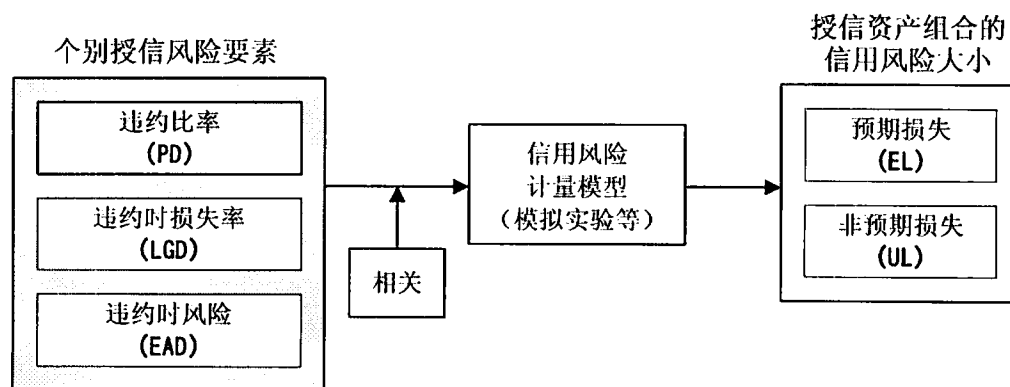 个别授信风险要素
违约比率
(PD)
违约时损失率
(LGD)
违约时风险
(EAD)
相关
信用风险
计量模型
(模拟实验等)
授信资产组合的
信用风险大小
预期损失
(EL)
非预期损失
(UL)